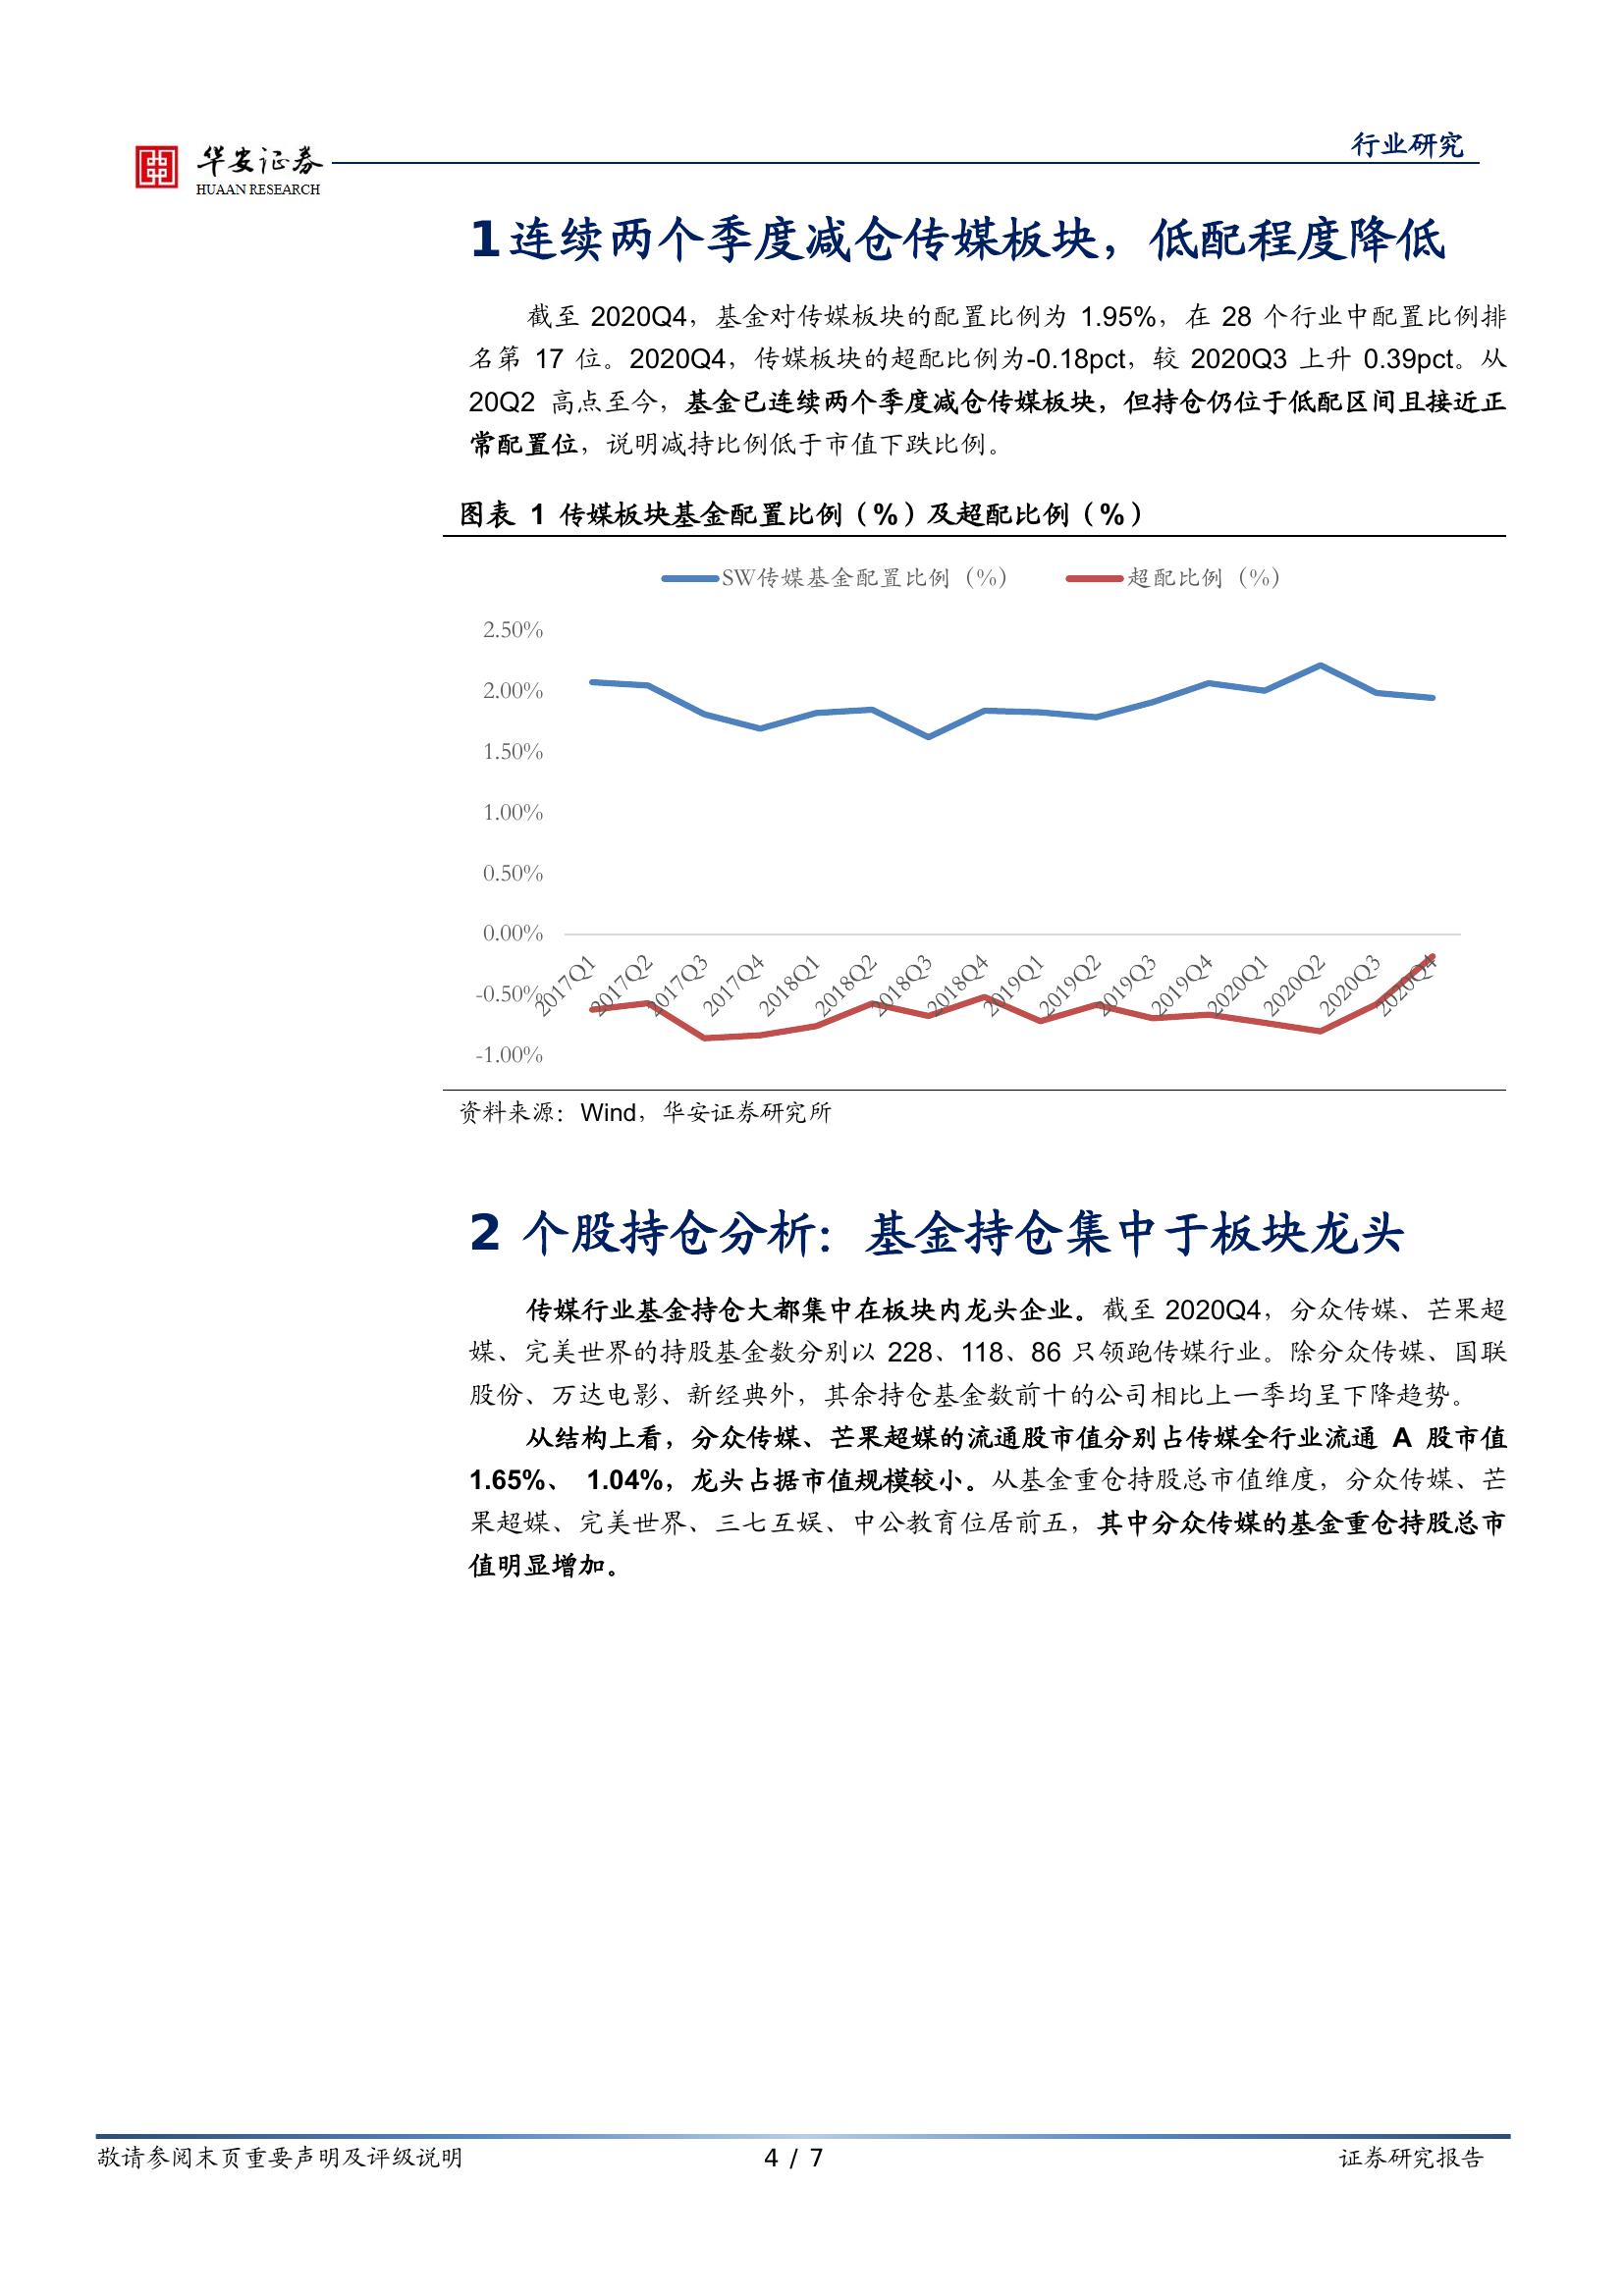 华安证券
HUAAN RESEARCH
行业研究
1连续两个季度减仓传媒板块，低配程度降低
截至 2020Q4，基金对传媒板块的配置比例为 1.95%，在 28 个行业中配置比例排
名第 17 位。2020Q4，传媒板块的超配比例为-0.18pct，较 2020Q3 上升 0.39pct。从
20Q2 高点至今，基金已连续两个季度减仓传媒板块，但持仓仍位于低配区间且接近正
常配置位，说明减持比例低于市值下跌比例。
图表 1 传媒板块基金配置比例（%）及超配比例（%）
SW传媒基金配置比例（%） 超配比例（%）
2.50%
2.00%
1.50%
1.00%
0.50%
0.00%
-0.50%
-1.00%
2017Q1 2017Q2 2017Q3 2017Q4 2018Q1 2018Q2 2018Q3 2018Q4 2019Q1 2019Q2 2019Q3 2019Q4 2020Q1 2020Q2 2020Q3 2020Q4
资料来源：Wind，华安证券研究所
2 个股持仓分析：基金持仓集中于板块龙头
传媒行业基金持仓大都集中在板块内龙头企业。截至 2020Q4，分众传媒、芒果超
媒、完美世界的持股基金数分别以 228、118、86 只领跑传媒行业。除分众传媒、国联
股份、万达电影、新经典外，其余持仓基金数前十的公司相比上一季均呈下降趋势。
从结构上看，分众传媒、芒果超媒的流通股市值分别占传媒全行业流通 A 股市值
1.65%、 1.04%，龙头占据市值规模较小。从基金重仓持股总市值维度，分众传媒、芒
果超媒、完美世界、三七互娱、中公教育位居前五，其中分众传媒的基金重仓持股总市
值明显增加。
敬请参阅末页重要声明及评级说明
4 / 7
证券研究报告